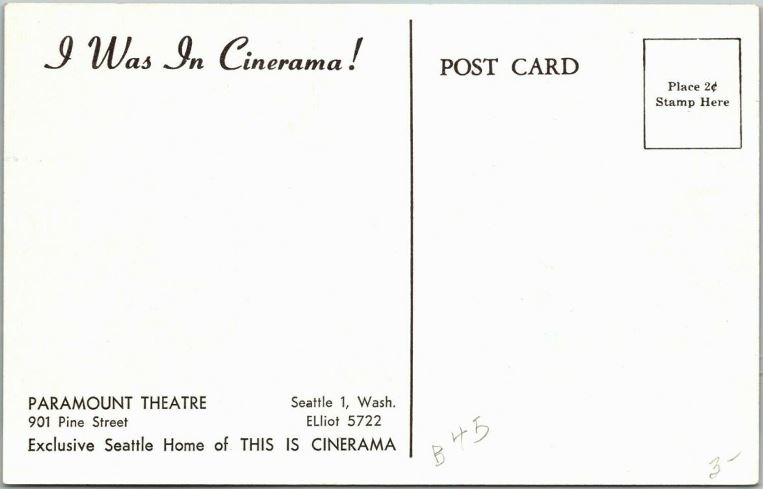 I Was In Cinerama!
POST CARD
Place 2¢
Stamp Here
PARAMOUNT THEATRE
901 Pine Street
Seattle 1, Wash.
ELliot 5722
Exclusive Seattle Home of THIS IS CINERAMA
B45
3-